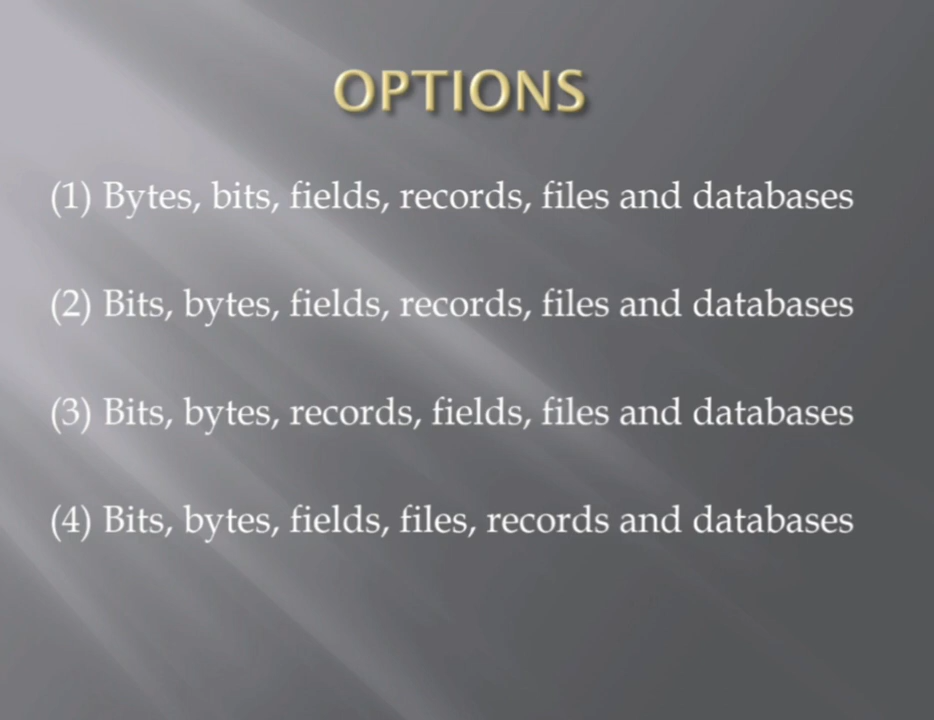 OPTIONS
(1) Bytes, bits, fields, records, files and databases
(2) Bits, bytes, fields, records, files and databases
(3) Bits, bytes, records, fields, files and databases
(4) Bits, bytes, fields, files, records and databases